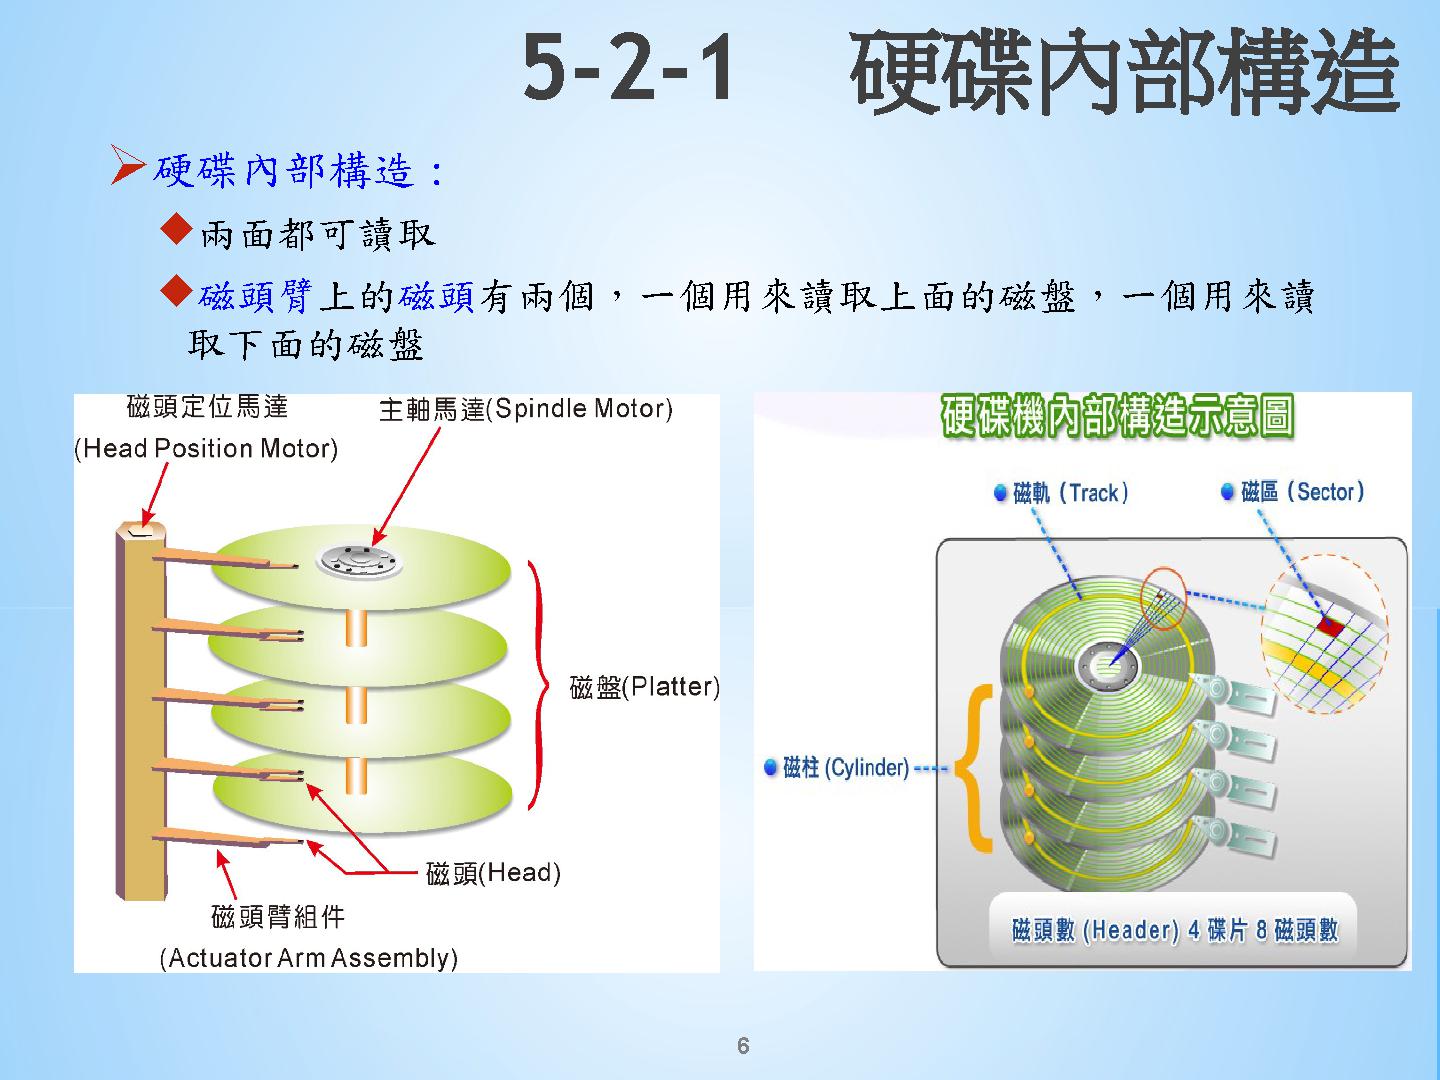 5-2-1 硬碟內部構造
硬碟內部構造：
兩面都可讀取
磁頭臂上的磁頭有兩個，一個用來讀取上面的磁盤，一個用來讀
取下面的磁盤
磁頭定位馬達
(Head Position Motor)
主軸馬達(Spindle Motor)
磁盤(Platter)
磁頭(Head)
磁頭臂組件
(Actuator Arm Assembly)
硬碟機內部構造示意圖
磁軌（Track）
磁區（Sector）
磁柱 (Cylinder)
磁頭數 (Header) 4 碟片 8 磁頭數
6